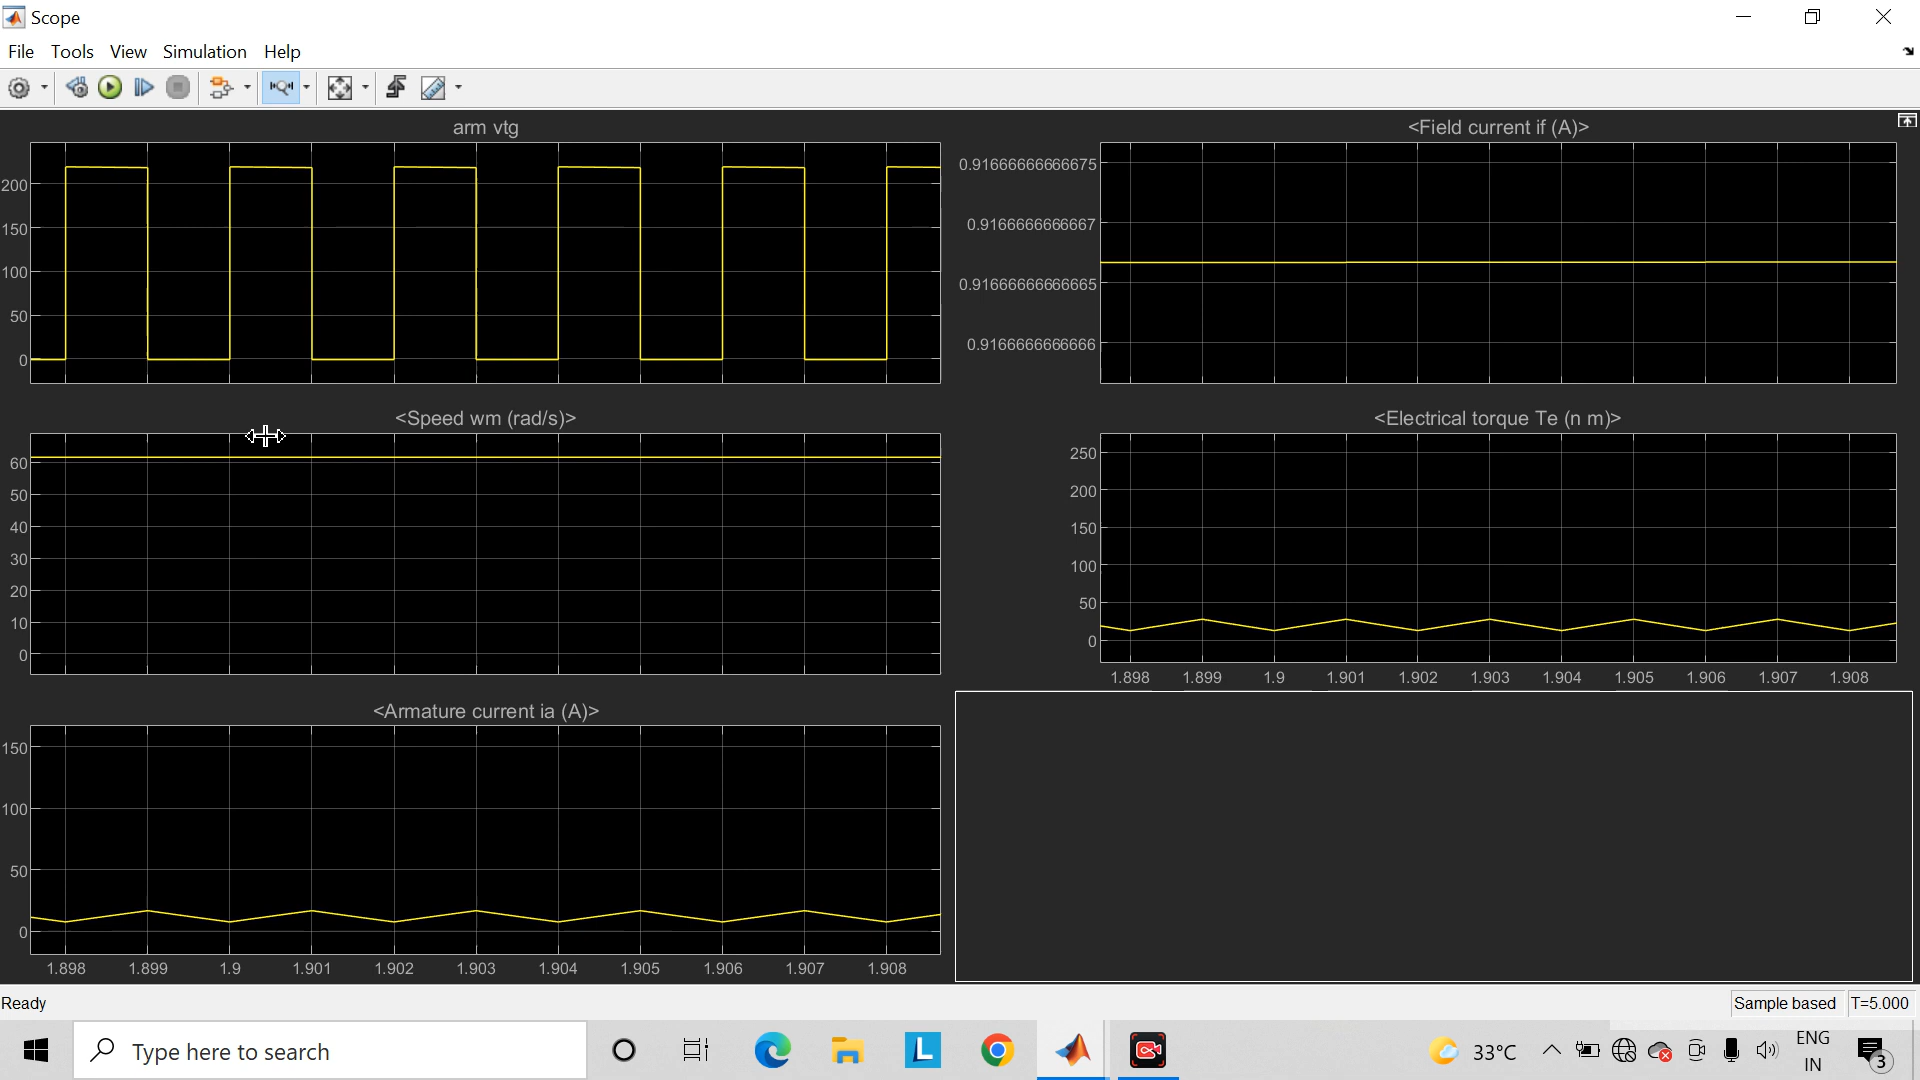 Scope
File Tools View Simulation Help
arm vtg
200
150
100
50
0
<Field current if (A)>
0.91666666666675
0.9166666666667
0.91666666666665
0.9166666666666
<Speed wm (rad/s)>
60
50
40
30
20
10
0
<Electrical torque Te (n m)>
250
200
150
100
50
0
1.898 1.899 1.9 1.901 1.902 1.903 1.904 1.905 1.906 1.907 1.908
<Armature current ia (A)>
150
100
50
0
1.898 1.899 1.9 1.901 1.902 1.903 1.904 1.905 1.906 1.907 1.908
Ready
Sample based T=5.000
Type here to search
L
33°C
ENG
IN
3